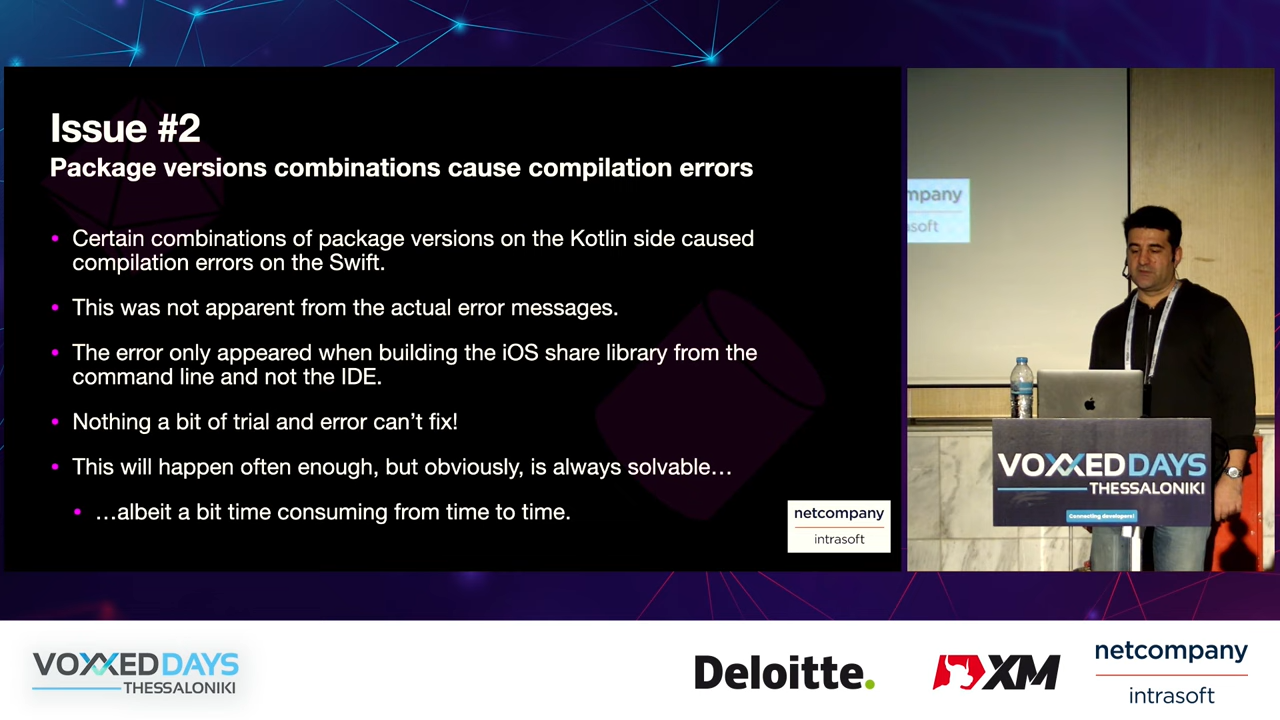 Issue #2
Package versions combinations cause compilation errors
• Certain combinations of package versions on the Kotlin side caused
compilation errors on the Swift.
• This was not apparent from the actual error messages.
• The error only appeared when building the iOS share library from the
command line and not the IDE.
• Nothing a bit of trial and error can’t fix!
• This will happen often enough, but obviously, is always solvable…
• …albeit a bit time consuming from time to time.
netcompany
intrasoft
mpany
soft
VOXXED DAYS
THESSALONIKI
Connecting developers!
VOXXED DAYS
THESSALONIKI
Deloitte.
XM
netcompany
intrasoft